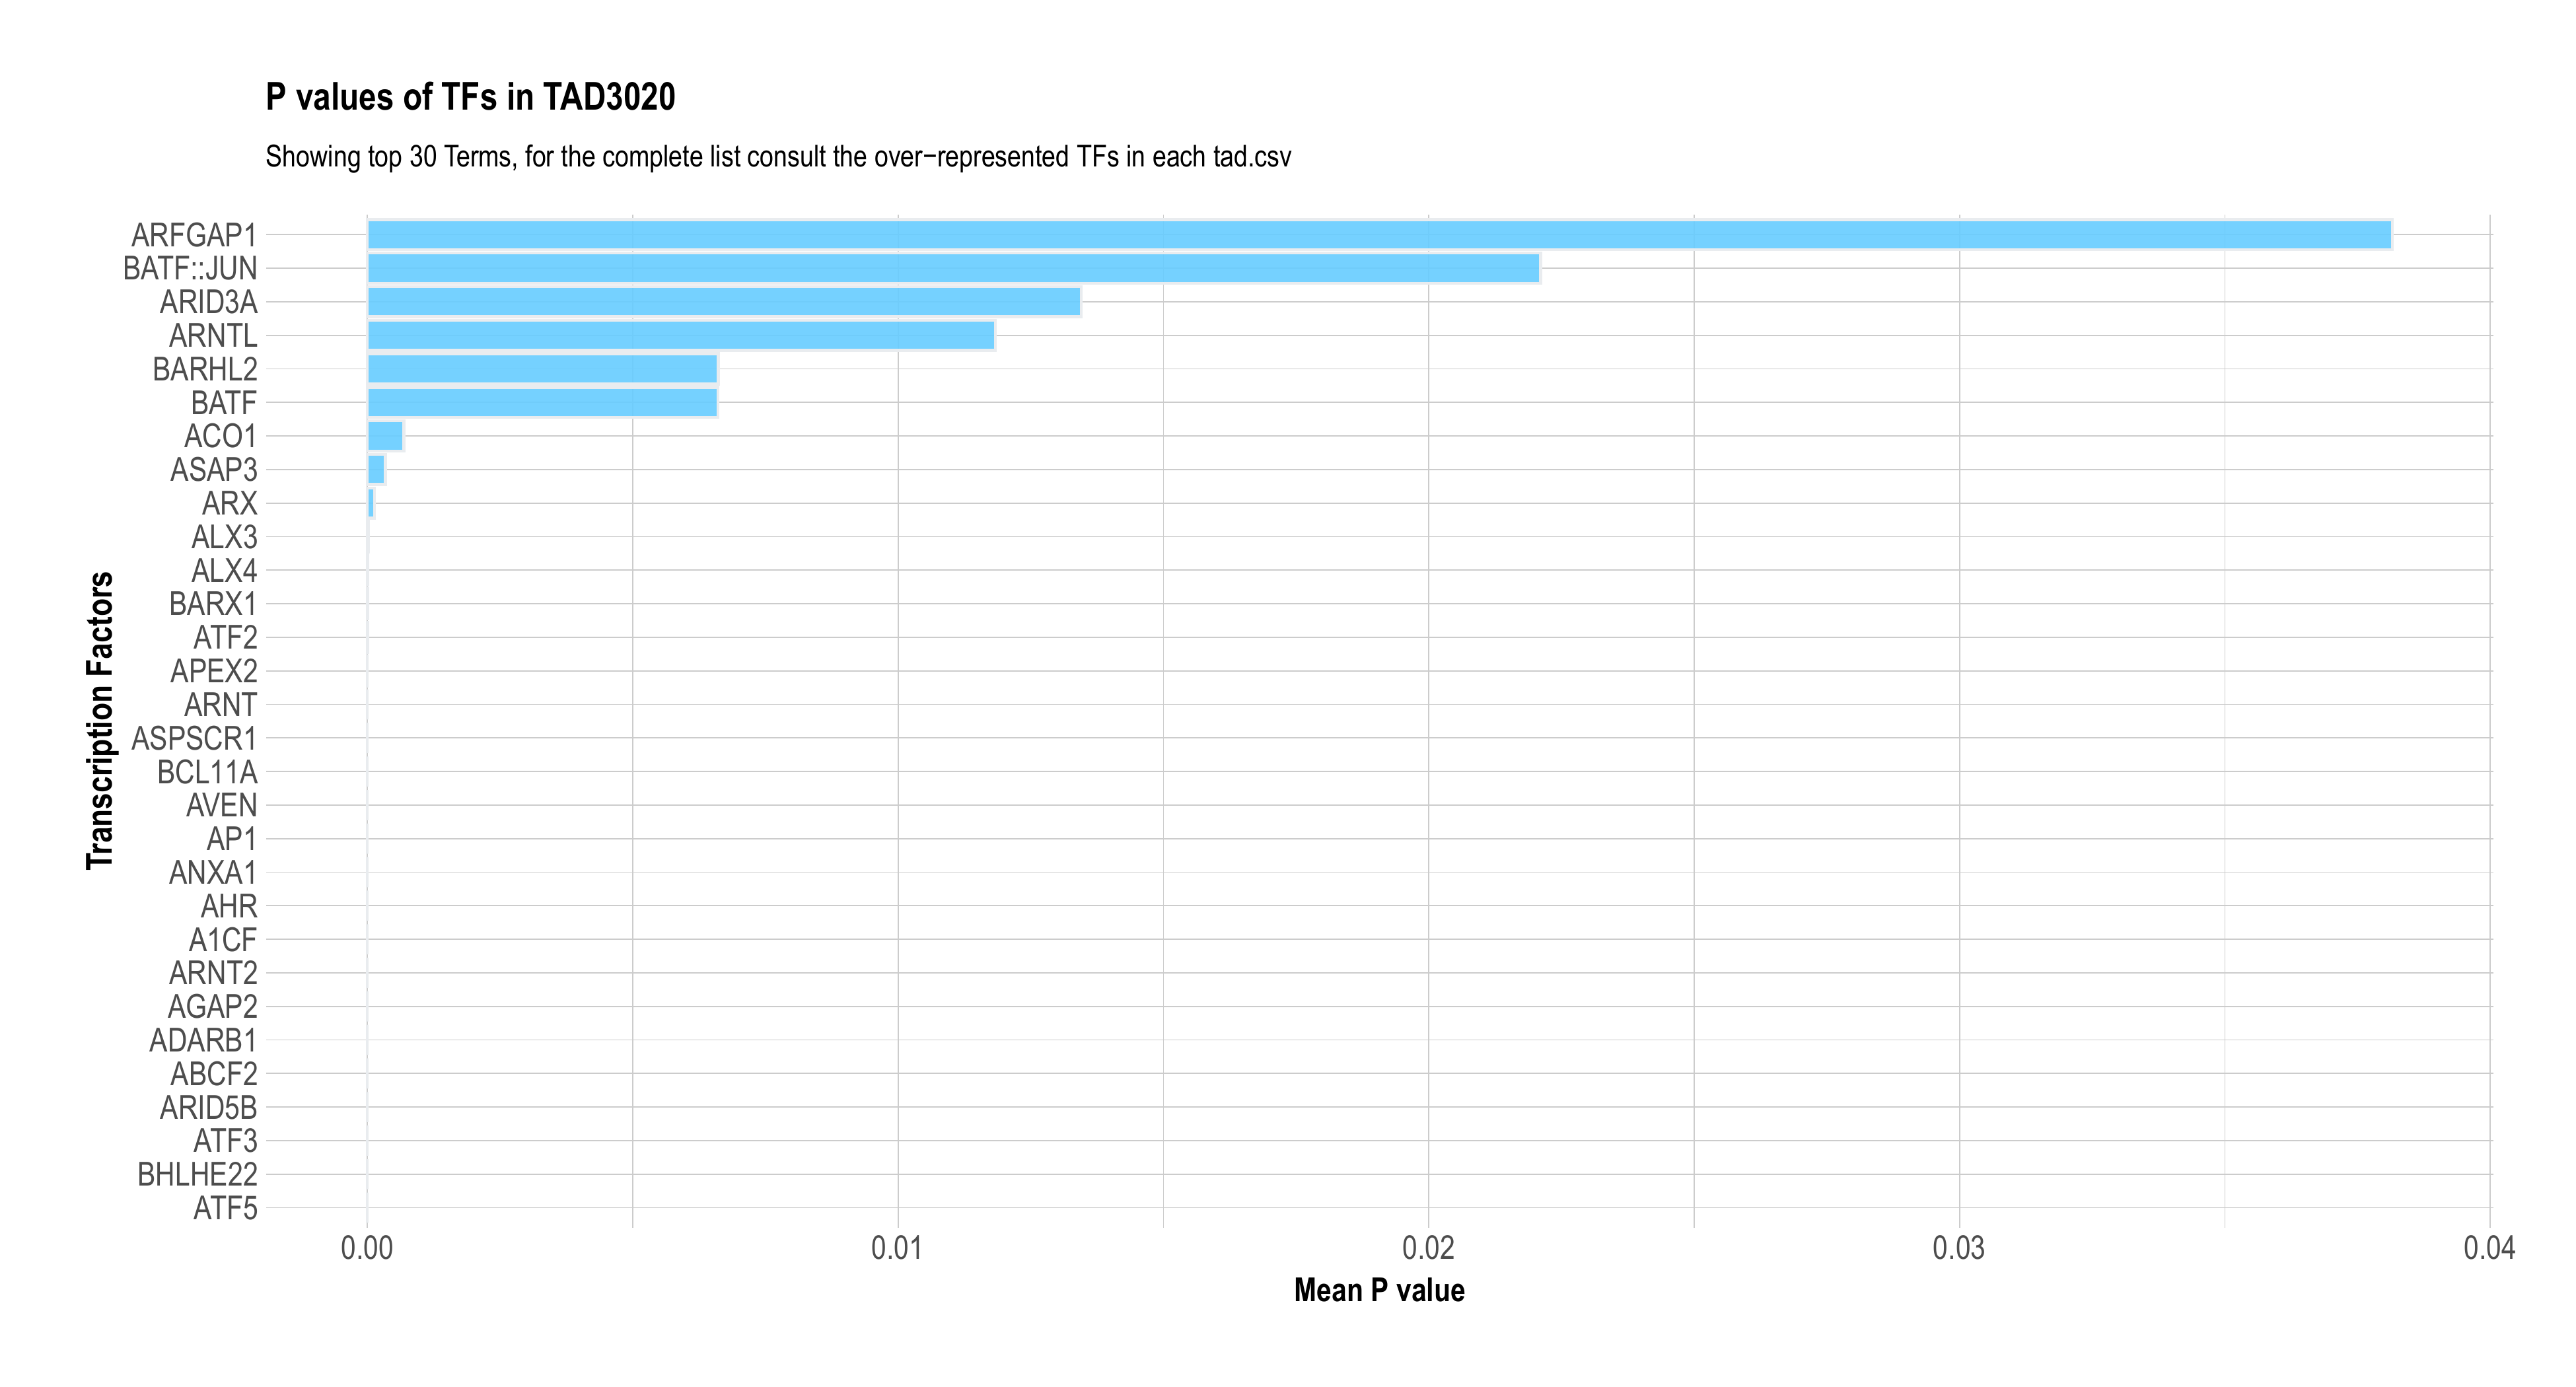 P values of TFs in TAD3020
Showing top 30 Terms, for the complete list consult the over−represented TFs in each tad.csv
Transcription Factors
ARFGAP1
BATF::JUN
ARID3A
ARNTL
BARHL2
BATF
ACO1
ASAP3
ARX
ALX3
ALX4
BARX1
ATF2
APEX2
ARNT
ASPSCR1
BCL11A
AVEN
AP1
ANXA1
AHR
A1CF
ARNT2
AGAP2
ADARB1
ABCF2
ARID5B
ATF3
BHLHE22
ATF5
0.00 0.01 0.02 0.03 0.04
Mean P value